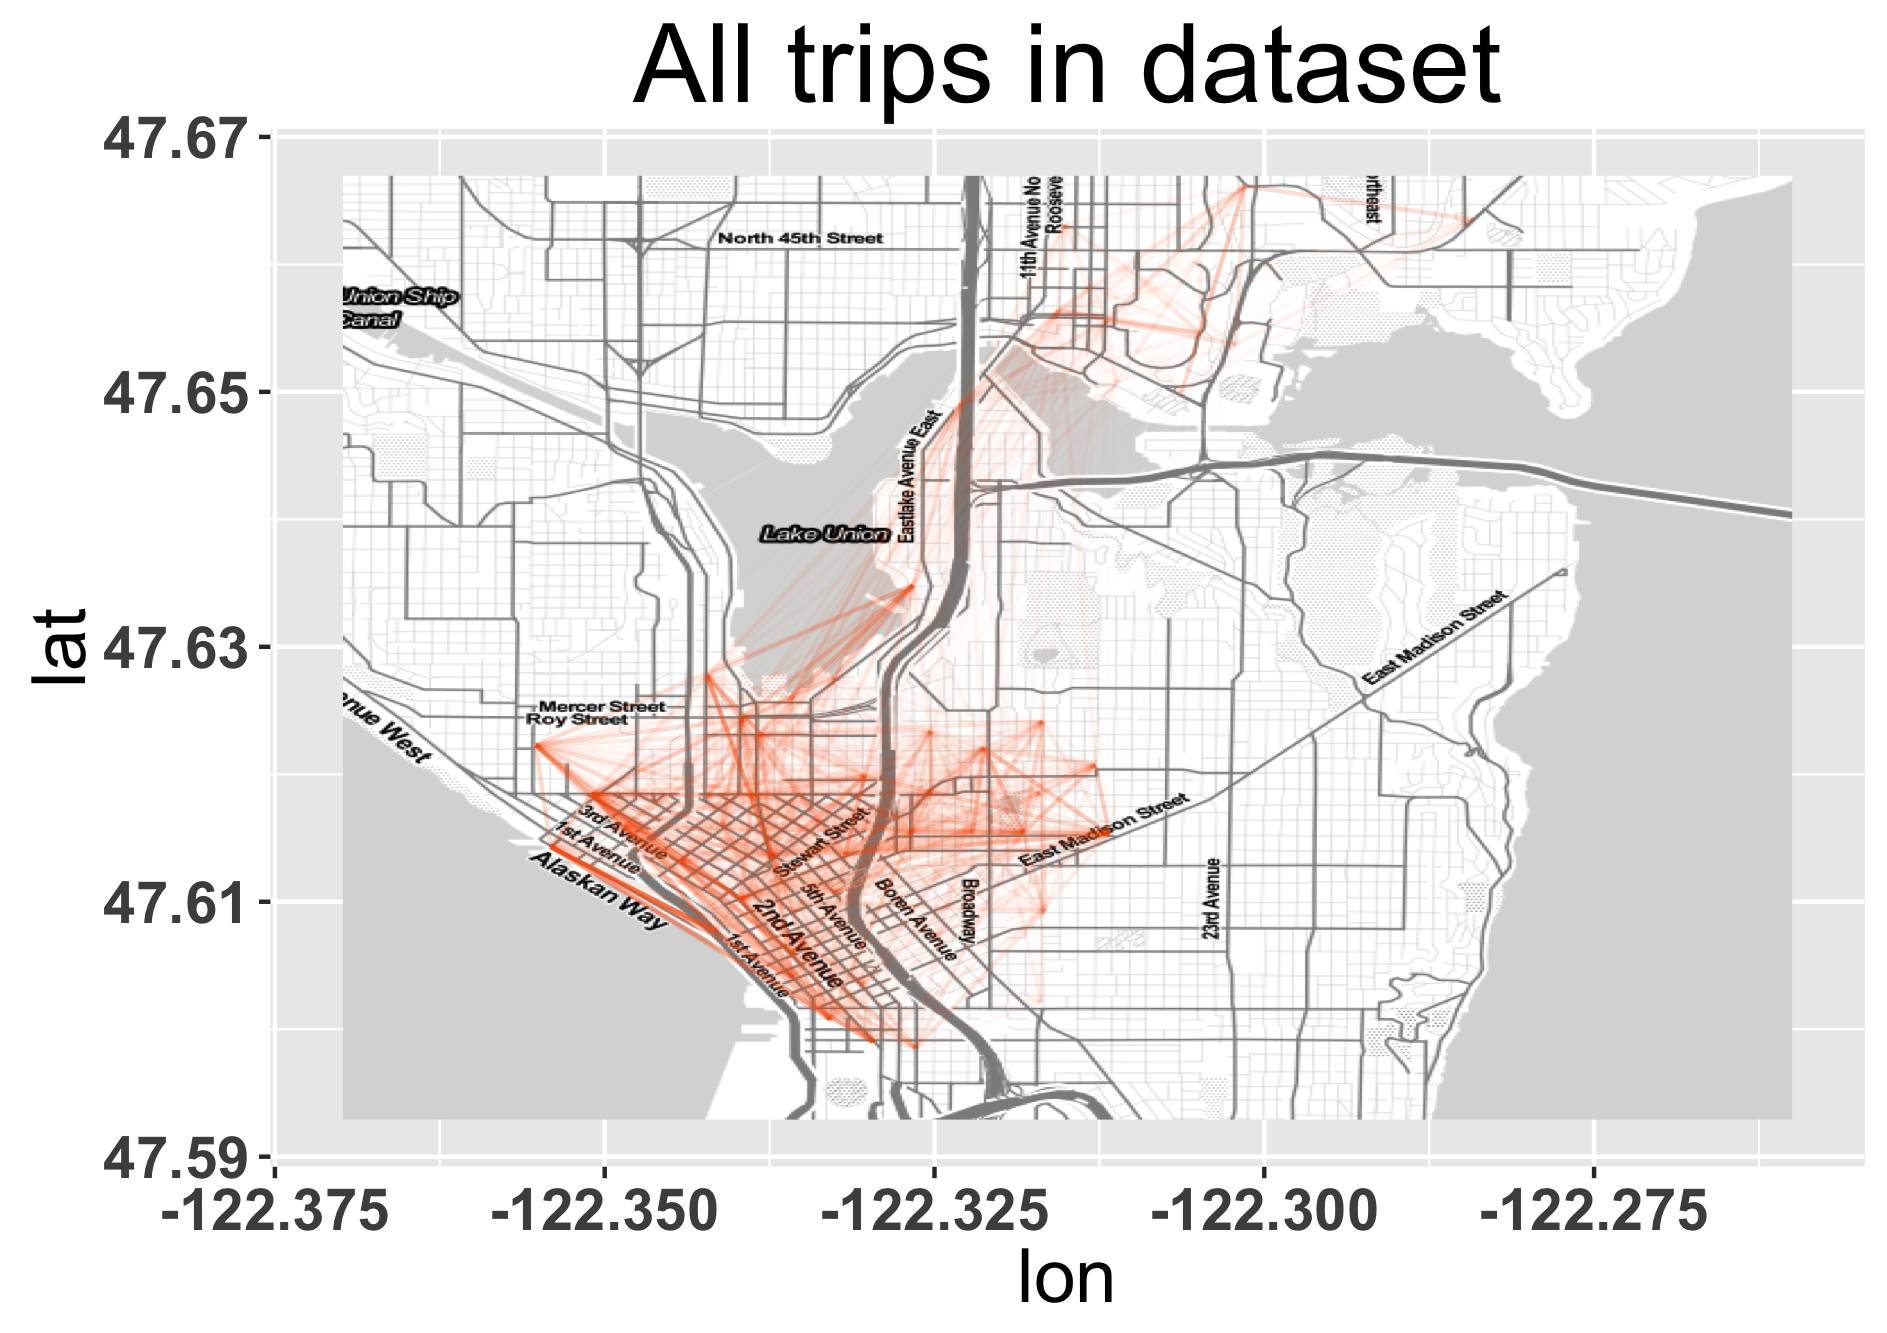 All trips in dataset
47.67
47.65
47.63
47.61
47.59
lat
-122.375
-122.350
-122.325
-122.300
-122.275
lon
11th Avenue No
Rooseve
rtheast
North 45th Street
Union Ship
Canal
Eastlake Avenue East
Lake Union
East Madison Street
Mercer Street
Roy Street
nue West
3rd Avenue
1st Avenue
Alaskan Way
Stewart Street
East Madison Street
5th Avenue
2nd Avenue
1st Avenue
Boren Avenue
Broadway
23rd Avenue